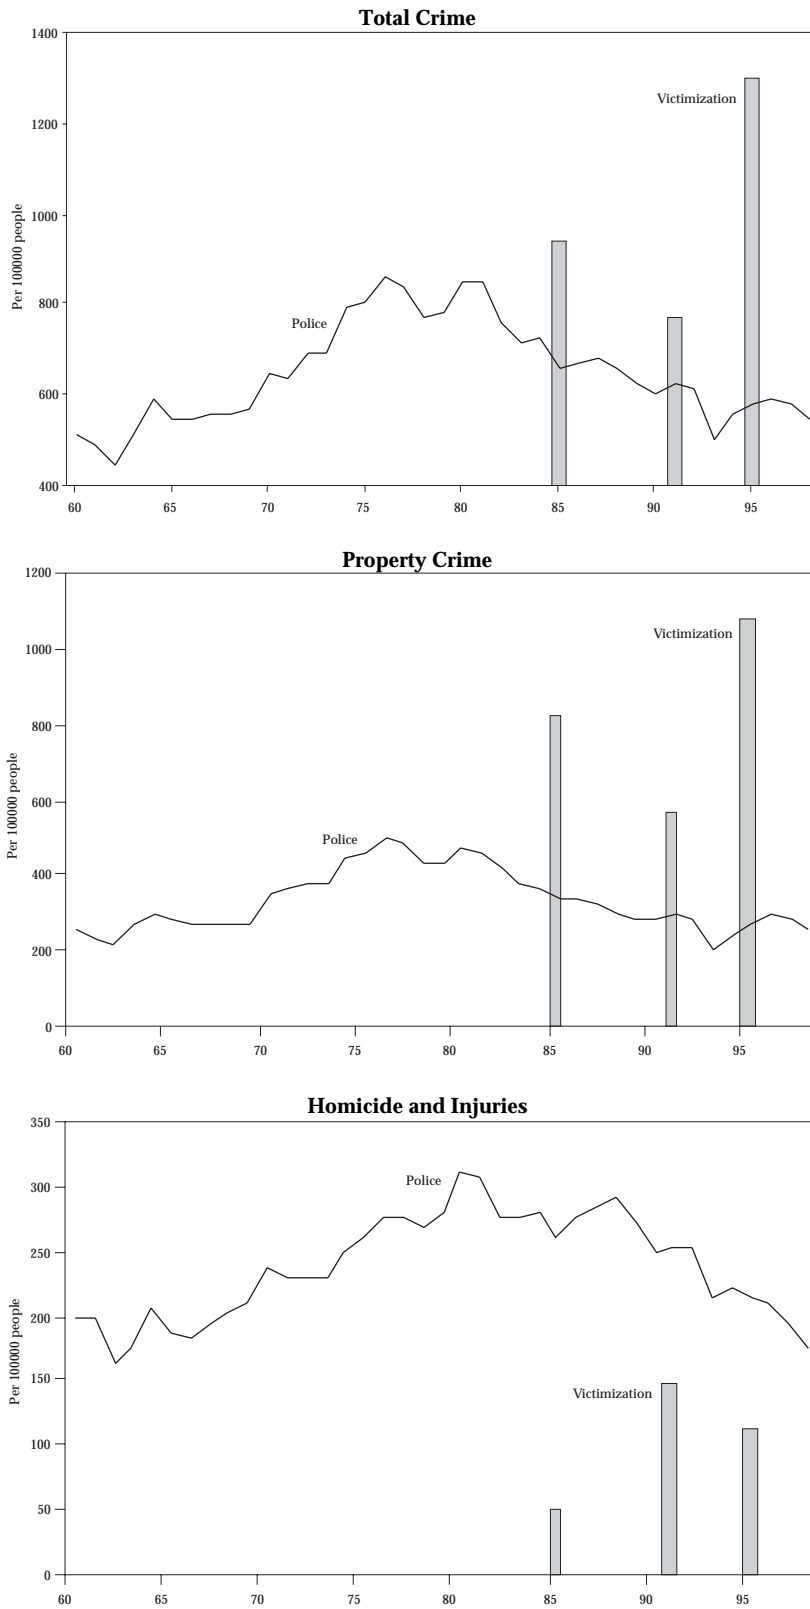 Total Crime
1400
1200
1000
800
600
400
Per 100000 people
Victimization
Police
60 65 70 75 80 85 90 95
Property Crime
1200
1000
800
600
400
200
0
Per 100000 people
Victimization
Police
60 65 70 75 80 85 90 95
Homicide and Injuries
350
300
250
200
150
100
50
0
Per 100000 people
Police
Victimization
60 65 70 75 80 85 90 95